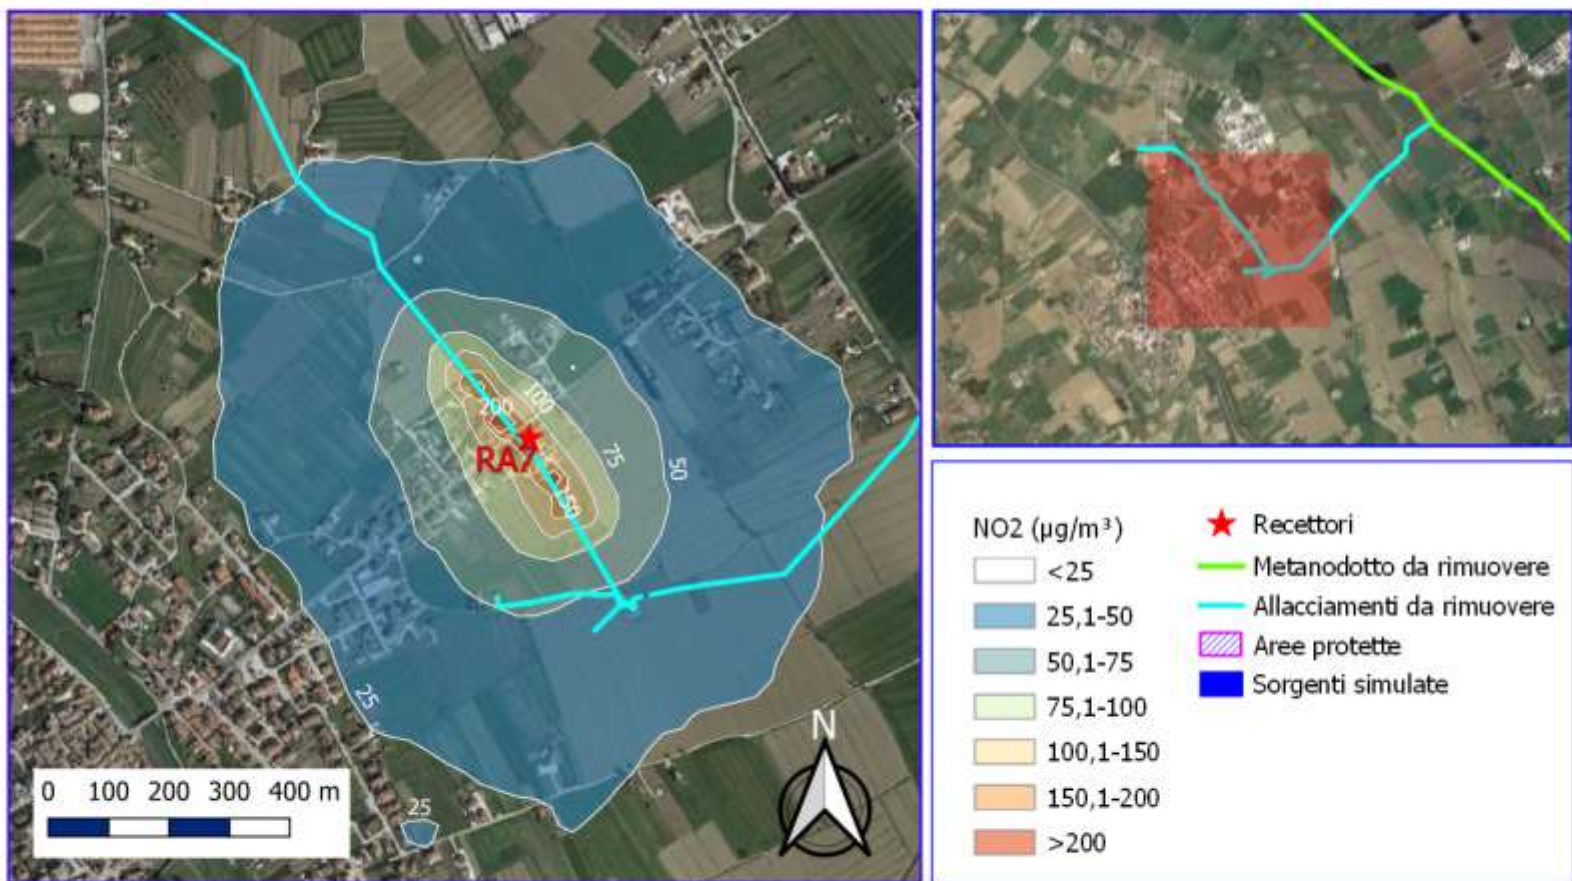 200
100
RA7
75
50
150
25
N
0 100 200 300 400 m
25
NO2 (µg/m³)
<25
25,1-50
50,1-75
75,1-100
100,1-150
150,1-200
>200
Recettori
Metanodotto da rimuovere
Allacciamenti da rimuovere
Aree protette
Sorgenti simulate